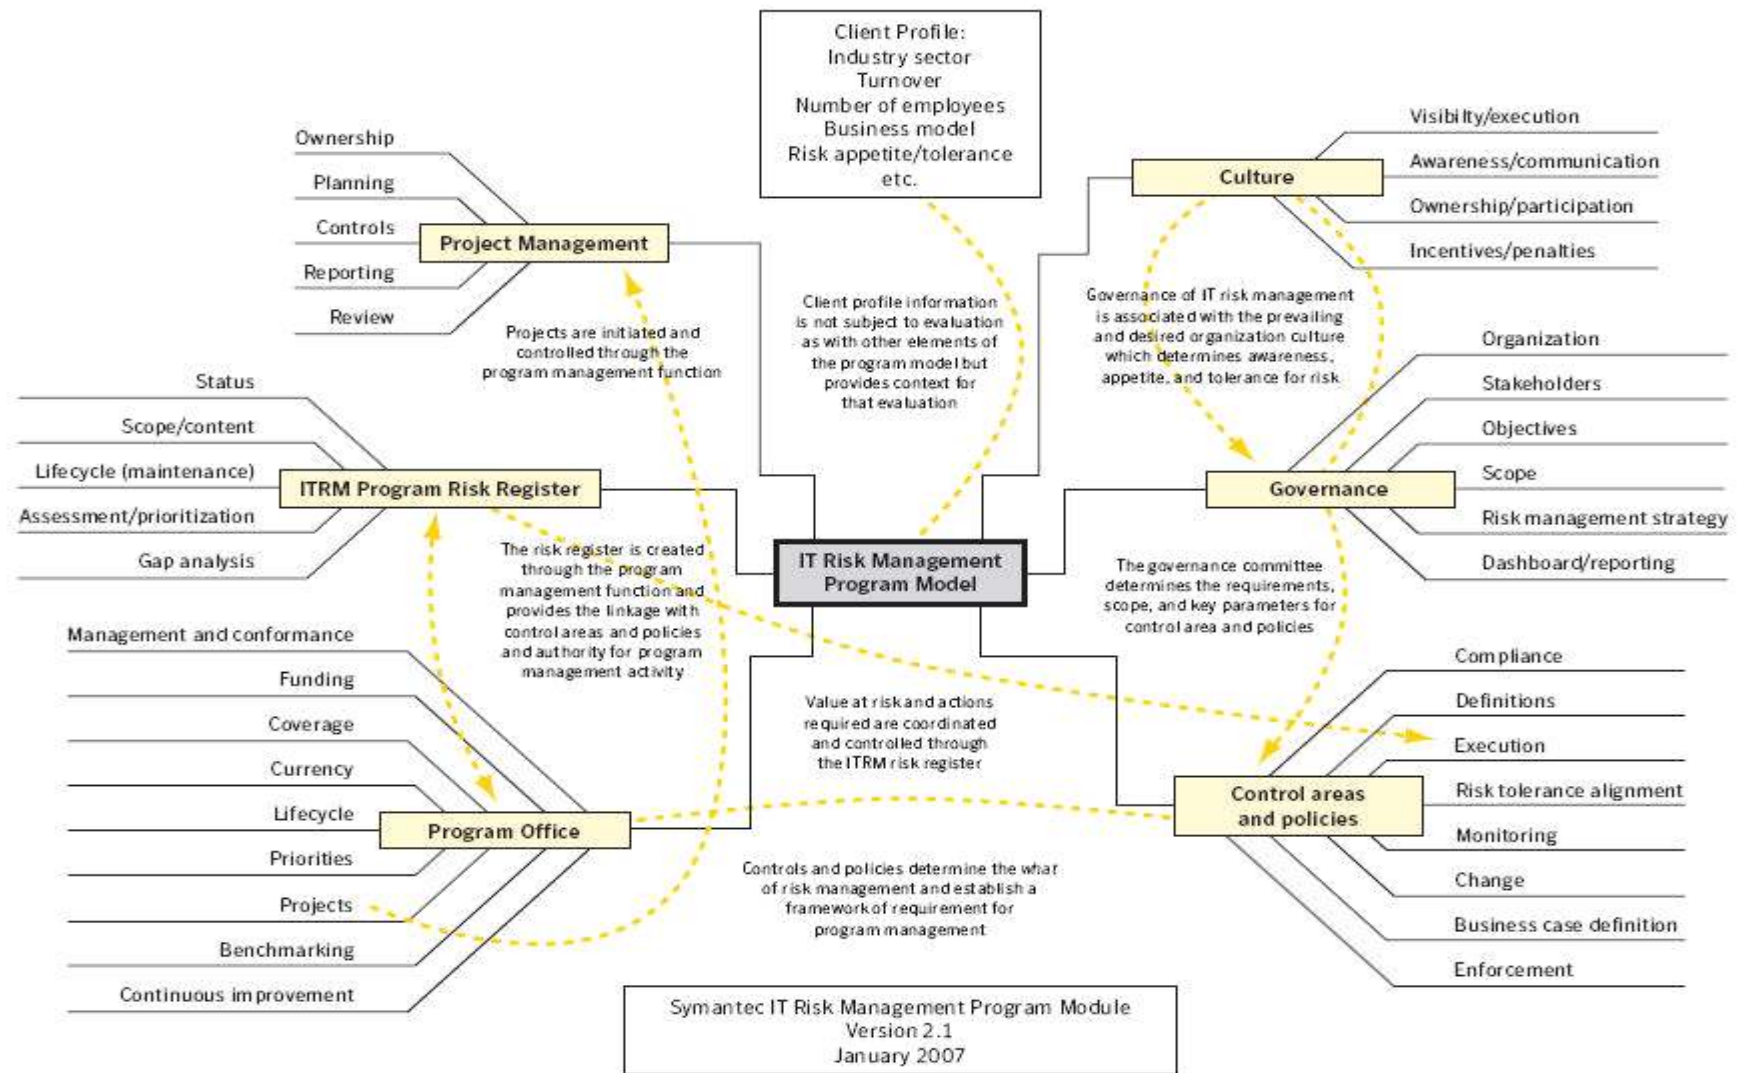 Client Profile:
Industry sector
Turnover
Number of employees
Business model
Risk appetite/tolerance
etc.
Ownership
Planning
Controls
Reporting
Review
Project Management
Projects are initiated and
controlled through the
program management function
Client profile information
is not subject to evaluation
as with other elements of
the program model but
provides context for
that evaluation
Culture
Visibilty/execution
Awareness/communication
Ownership/participation
Incentives/penalties
Governance of IT risk management
is associated with the prevailing
and desired organization culture
which determines awareness,
appetite, and tolerance for risk
Status
Scope/content
Lifecycle (maintenance)
Assessment/prioritization
Gap analysis
ITRM Program Risk Register
The risk register is created
through the program
management function and
provides the linkage with
control areas and policies
and authority for program
management activity
IT Risk Management
Program Model
Governance
Organization
Stakeholders
Objectives
Scope
Risk management strategy
Dashboard/reporting
The governance committee
determines the requirements,
scope, and key parameters for
control area and policies
Management and conformance
Funding
Coverage
Currency
Lifecycle
Priorities
Projects
Benchmarking
Continuous improvement
Program Office
Value at risk and actions
required are coordinated
and controlled through
the ITRM risk register
Controls and policies determine the what
of risk management and establish a
framework of requirement for
program management
Control areas
and policies
Compliance
Definitions
Execution
Risk tolerance alignment
Monitoring
Change
Business case definition
Enforcement
Symantec IT Risk Management Program Module
Version 2.1
January 2007